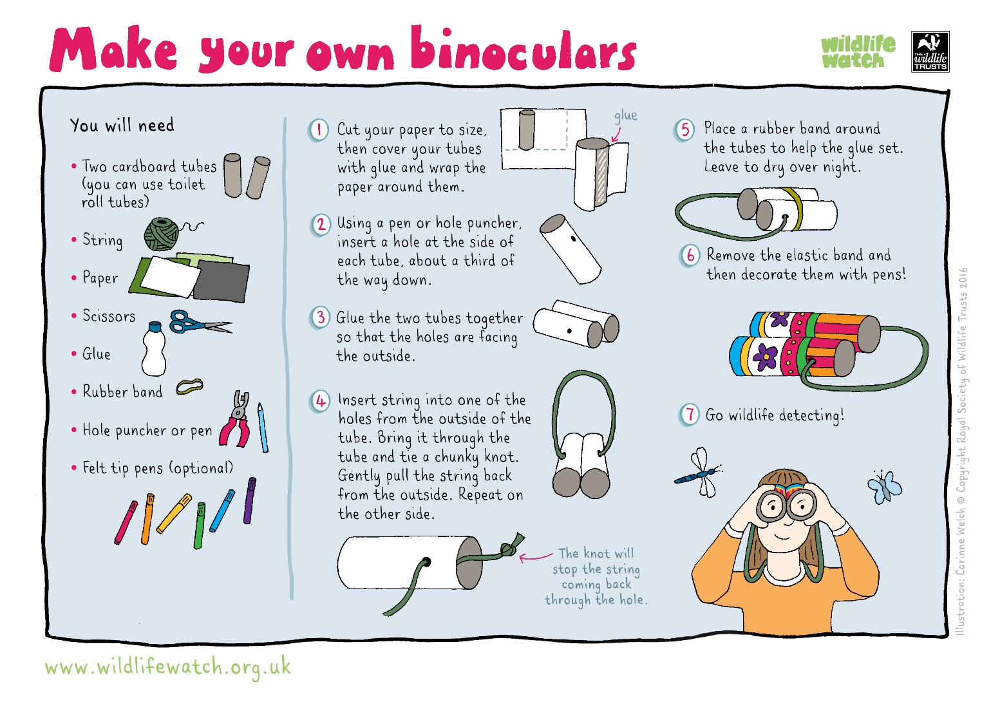 Make your own binoculars
wildlife
watch
THE
wildlife
TRUSTS
You will need
• Two cardboard tubes
(you can use toilet
roll tubes)
• String
• Paper
• Scissors
• Glue
• Rubber band
• Hole puncher or pen
• Felt tip pens (optional)
1 Cut your paper to size,
then cover your tubes
with glue and wrap the
paper around them.
glue
2 Using a pen or hole puncher,
insert a hole at the side of
each tube, about a third of
the way down.
3 Glue the two tubes together
so that the holes are facing
the outside.
4 Insert string into one of the
holes from the outside of the
tube. Bring it through the
tube and tie a chunky knot.
Gently pull the string back
from the outside. Repeat on
the other side.
The knot will
stop the string
coming back
through the hole.
5 Place a rubber band around
the tubes to help the glue set.
Leave to dry over night.
6 Remove the elastic band and
then decorate them with pens!
7 Go wildlife detecting!
Illustration: Corinne Welch © Copyright Royal Society of Wildlife Trusts 2016
www.wildlifewatch.org.uk